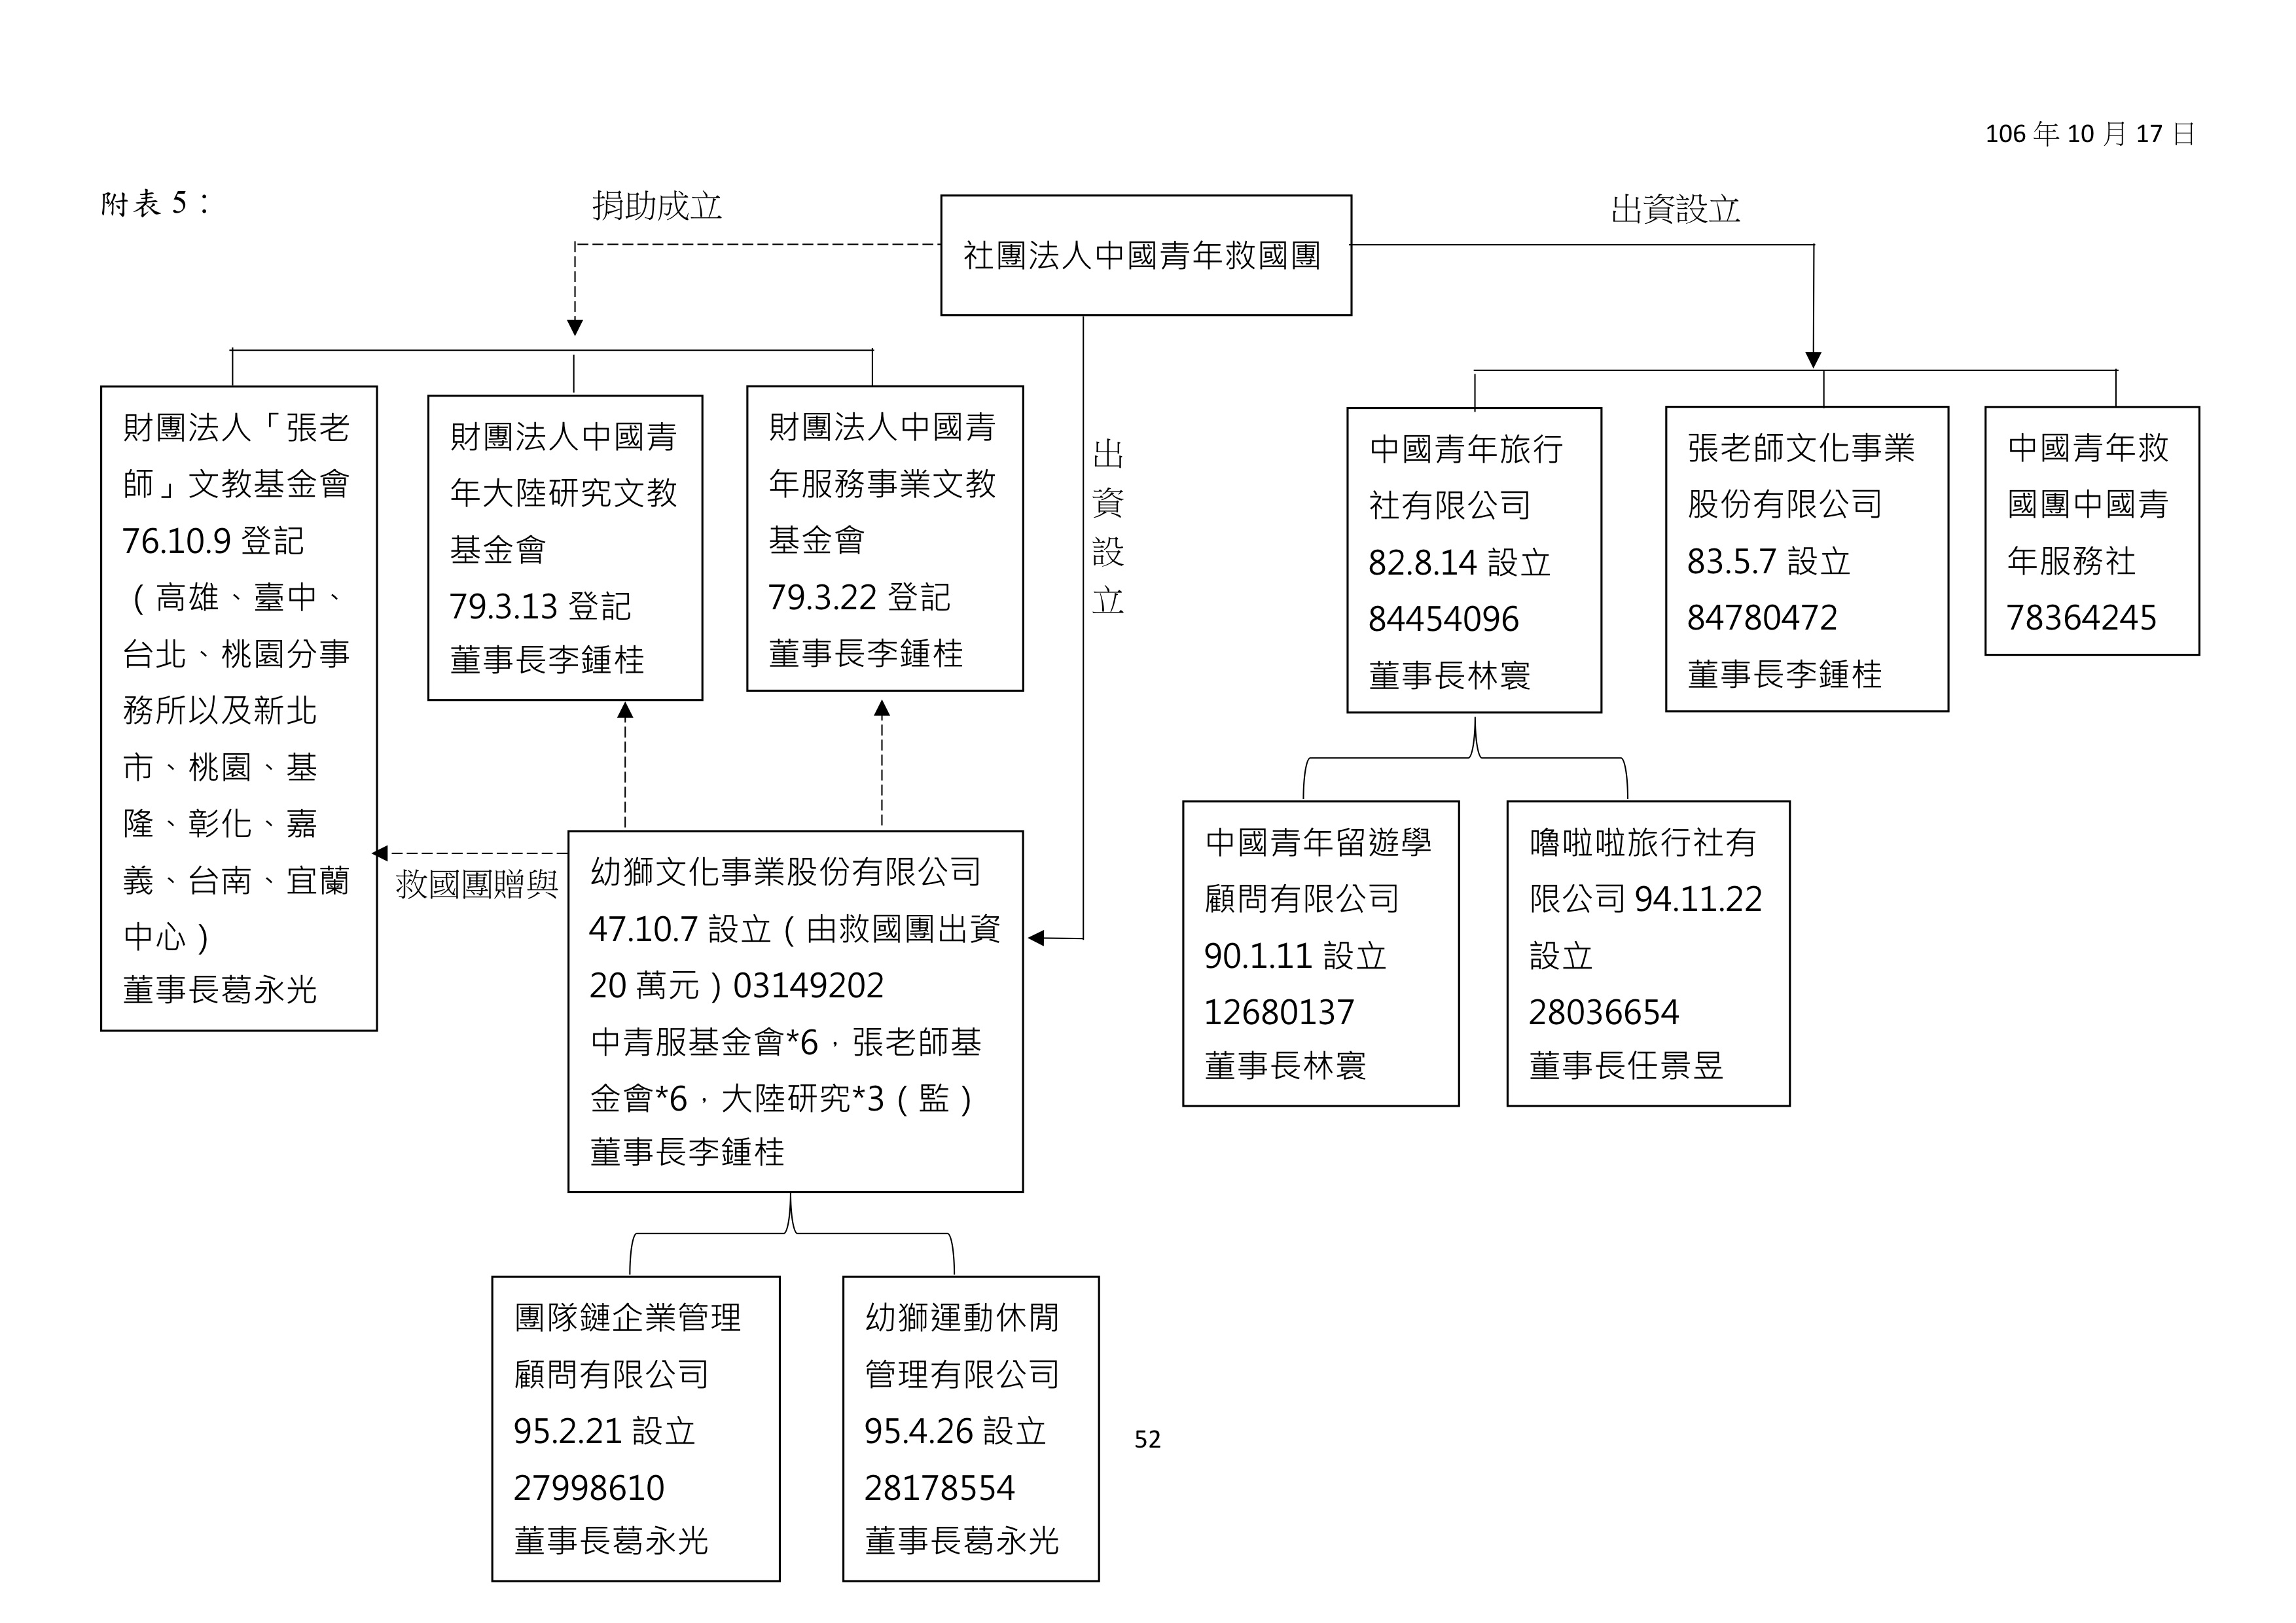 106 年 10 月 17 日
附表 5：
捐助成立
社團法人中國青年救國團
出資設立
財團法人「張老
師」文教基金會
76.10.9 登記
（高雄、臺中、
台北、桃園分事
務所以及新北
市、桃園、基
隆、彰化、嘉
義、台南、宜蘭
中心）
董事長葛永光
財團法人中國青
年大陸研究文教
基金會
79.3.13 登記
董事長李鍾桂
財團法人中國青
年服務事業文教
基金會
79.3.22 登記
董事長李鍾桂
出
資
設
立
中國青年旅行
社有限公司
82.8.14 設立
84454096
董事長林寰
張老師文化事業
股份有限公司
83.5.7 設立
84780472
董事長李鍾桂
中國青年救
國團中國青
年服務社
78364245
救國團贈與
幼獅文化事業股份有限公司
47.10.7 設立（由救國團出資
20 萬元）03149202
中青服基金會*6，張老師基
金會*6，大陸研究*3（監）
董事長李鍾桂
中國青年留遊學
顧問有限公司
90.1.11 設立
12680137
董事長林寰
嚕啦啦旅行社有
限公司 94.11.22
設立
28036654
董事長任景昱
團隊鏈企業管理
顧問有限公司
95.2.21 設立
27998610
董事長葛永光
幼獅運動休閒
管理有限公司
95.4.26 設立
28178554
董事長葛永光
52